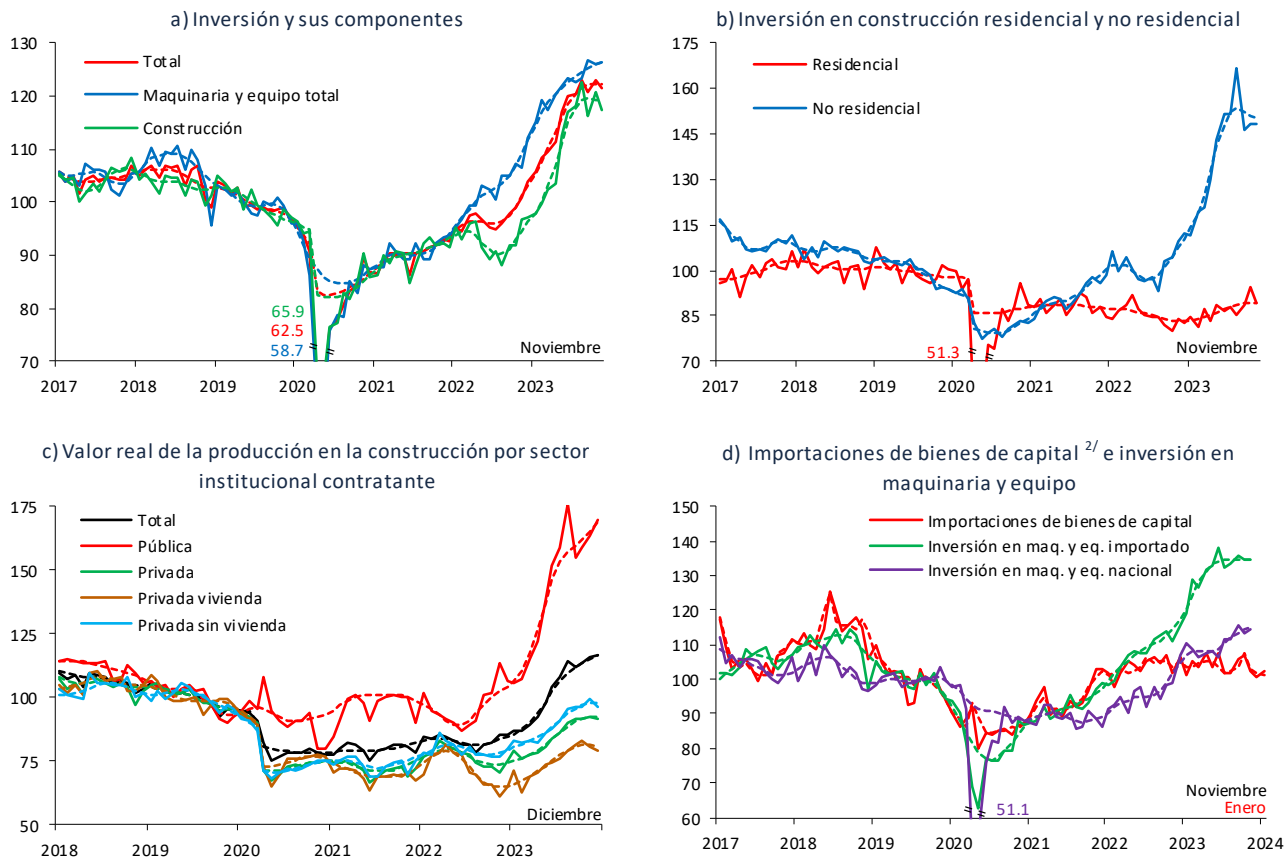 a) Inversión y sus componentes
130
120
110
100
90
80
70
Total
Maquinaria y equipo total
Construcción
65.9
62.5
58.7
Noviembre
2017 2018 2019 2020 2021 2022 2023
b) Inversión en construcción residencial y no residencial
175
160
145
130
115
100
85
70
Residencial
No residencial
51.3
Noviembre
2017 2018 2019 2020 2021 2022 2023
c) Valor real de la producción en la construcción por sector
institucional contratante
175
150
125
100
75
50
Total
Pública
Privada
Privada vivienda
Privada sin vivienda
Diciembre
2018 2019 2020 2021 2022 2023
d) Importaciones de bienes de capital 2/ e inversión en
maquinaria y equipo
150
140
130
120
110
100
90
80
70
60
Importaciones de bienes de capital
Inversión en maq. y eq. importado
Inversión en maq. y eq. nacional
51.1
Noviembre
Enero
2017 2018 2019 2020 2021 2022 2023 2024